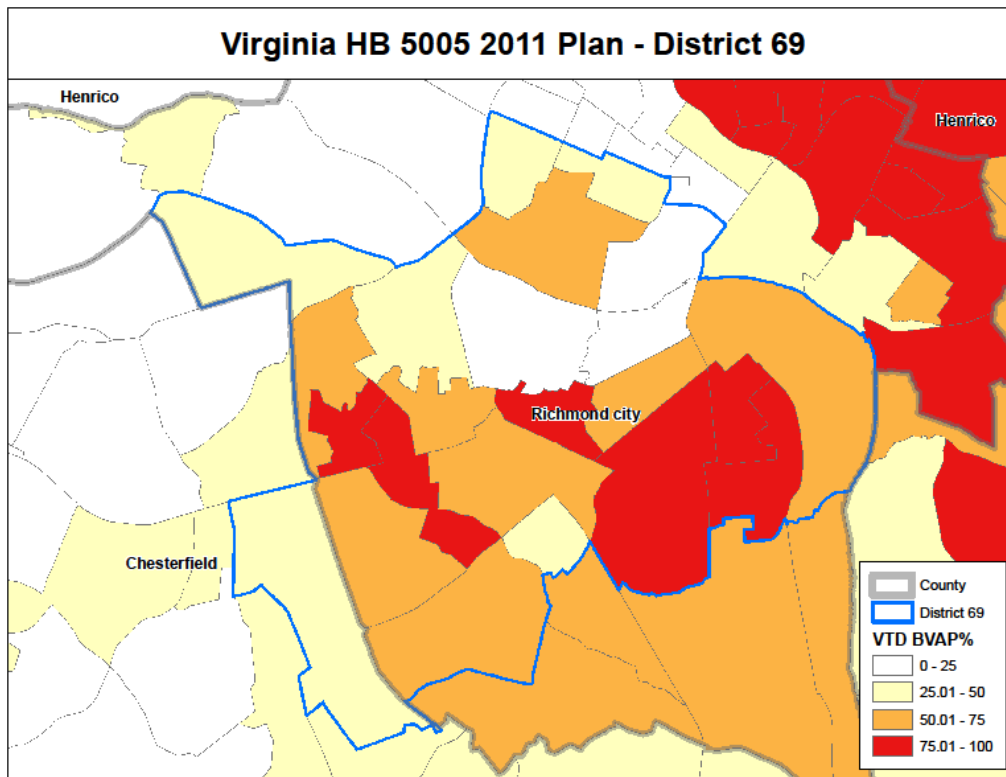 Virginia HB 5005 2011 Plan - District 69
Henrico
Henrico
Richmond city
Chesterfield
County
District 69
VTD BVAP%
0 - 25
25.01 - 50
50.01 - 75
75.01 - 100